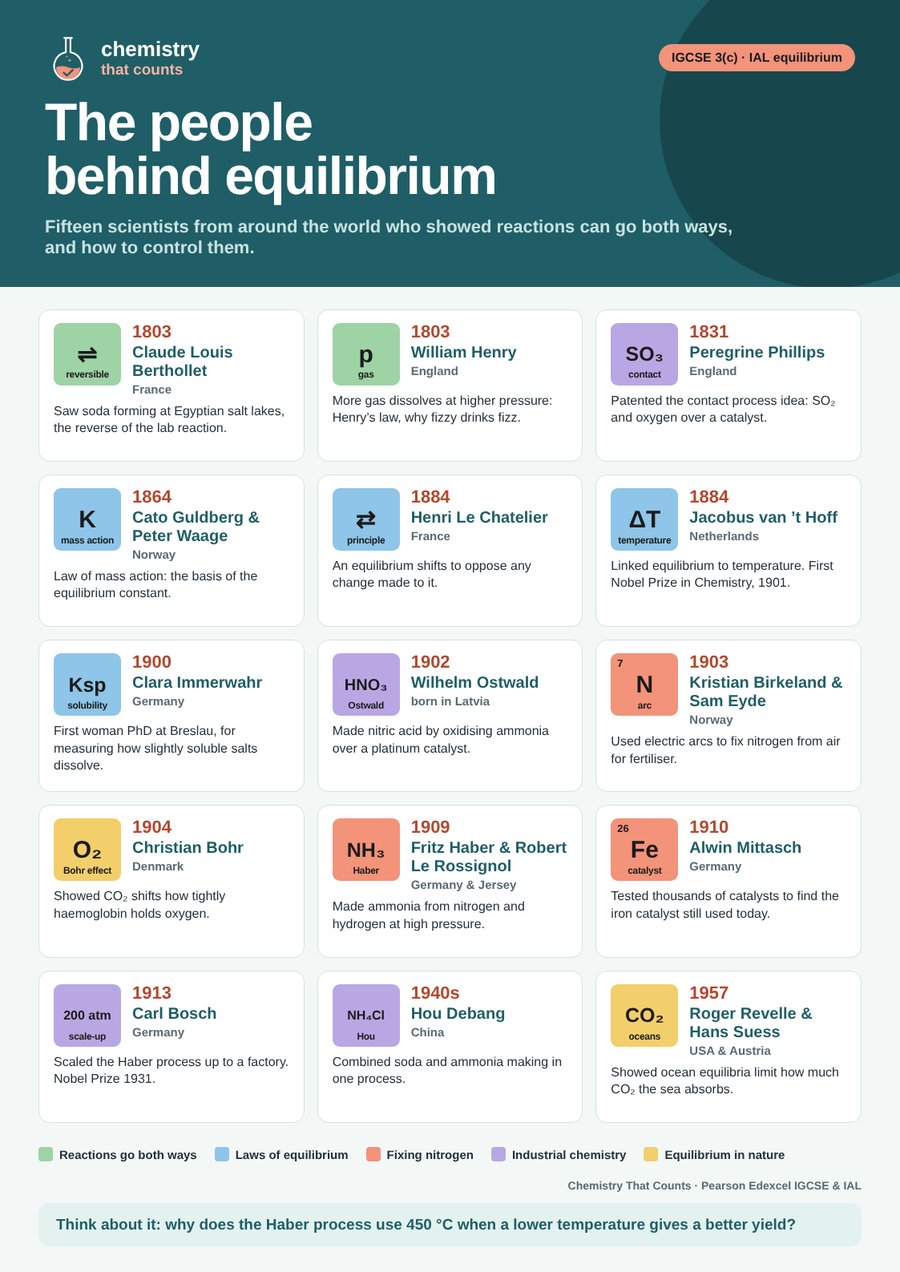 chemistry
that counts
IGCSE 3(c) · IAL equilibrium
The people
behind equilibrium
Fifteen scientists from around the world who showed reactions can go both ways,
and how to control them.
⇌
reversible
1803
Claude Louis
Berthollet
France
Saw soda forming at Egyptian salt lakes,
the reverse of the lab reaction.
p
gas
1803
William Henry
England
More gas dissolves at higher pressure:
Henry’s law, why fizzy drinks fizz.
SO₃
contact
1831
Peregrine Phillips
England
Patented the contact process idea: SO₂
and oxygen over a catalyst.
K
mass action
1864
Cato Guldberg &
Peter Waage
Norway
Law of mass action: the basis of the
equilibrium constant.
⇄
principle
1884
Henri Le Chatelier
France
An equilibrium shifts to oppose any
change made to it.
ΔT
temperature
1884
Jacobus van ’t Hoff
Netherlands
Linked equilibrium to temperature. First
Nobel Prize in Chemistry, 1901.
Ksp
solubility
1900
Clara Immerwahr
Germany
First woman PhD at Breslau, for
measuring how slightly soluble salts
dissolve.
HNO₃
Ostwald
1902
Wilhelm Ostwald
born in Latvia
Made nitric acid by oxidising ammonia
over a platinum catalyst.
7
N
arc
1903
Kristian Birkeland &
Sam Eyde
Norway
Used electric arcs to fix nitrogen from air
for fertiliser.
O₂
Bohr effect
1904
Christian Bohr
Denmark
Showed CO₂ shifts how tightly
haemoglobin holds oxygen.
NH₃
Haber
1909
Fritz Haber & Robert
Le Rossignol
Germany & Jersey
Made ammonia from nitrogen and
hydrogen at high pressure.
26
Fe
catalyst
1910
Alwin Mittasch
Germany
Tested thousands of catalysts to find the
iron catalyst still used today.
200 atm
scale-up
1913
Carl Bosch
Germany
Scaled the Haber process up to a factory.
Nobel Prize 1931.
NH₄Cl
Hou
1940s
Hou Debang
China
Combined soda and ammonia making in
one process.
CO₂
oceans
1957
Roger Revelle &
Hans Suess
USA & Austria
Showed ocean equilibria limit how much
CO₂ the sea absorbs.
Reactions go both ways
Laws of equilibrium
Fixing nitrogen
Industrial chemistry
Equilibrium in nature
Chemistry That Counts · Pearson Edexcel IGCSE & IAL
Think about it: why does the Haber process use 450 °C when a lower temperature gives a better yield?